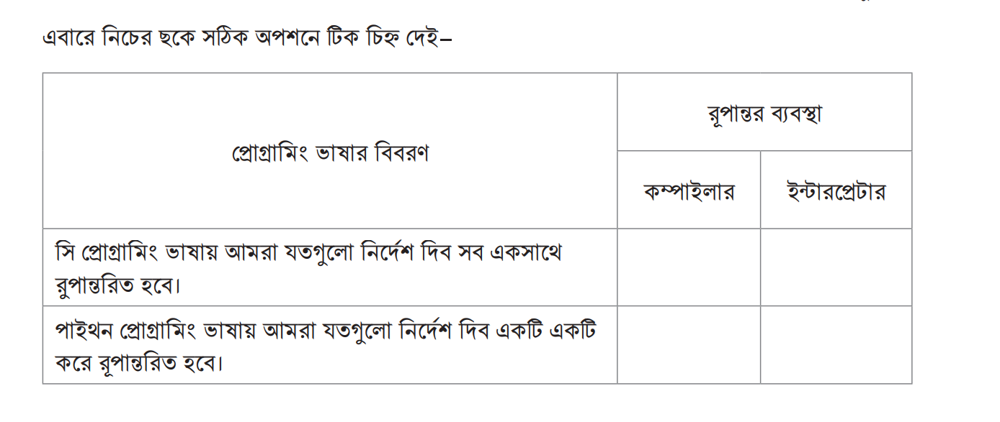 এবারে নিচের ছকে সঠিক অপশনে টিক চিহ্ন দেই–
রূপান্তর ব্যবস্থা
প্রোগ্রামিং ভাষার বিবরণ
কম্পাইলার ইন্টারপ্রেটার
সি প্রোগ্রামিং ভাষায় আমরা যতগুলো নির্দেশ দিব সব একসাথে
রুপান্তরিত হবে।
পাইথন প্রোগ্রামিং ভাষায় আমরা যতগুলো নির্দেশ দিব একটি একটি
করে রূপান্তরিত হবে।